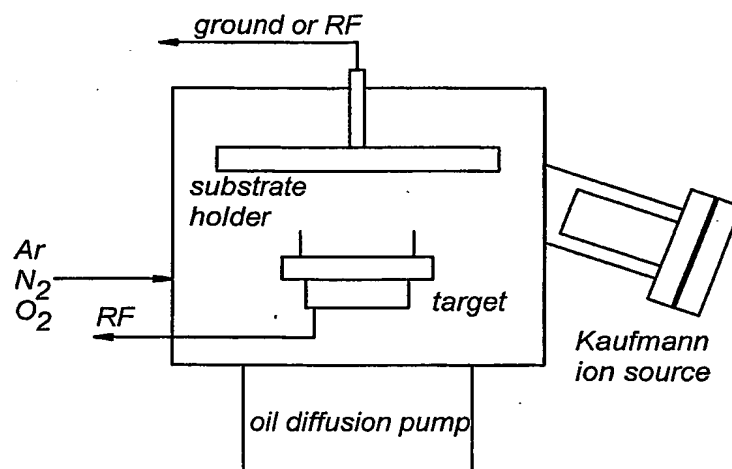 ground or RF
substrate
holder
Ar
N2
O2
RF
target
Kaufmann
ion source
oil diffusion pump